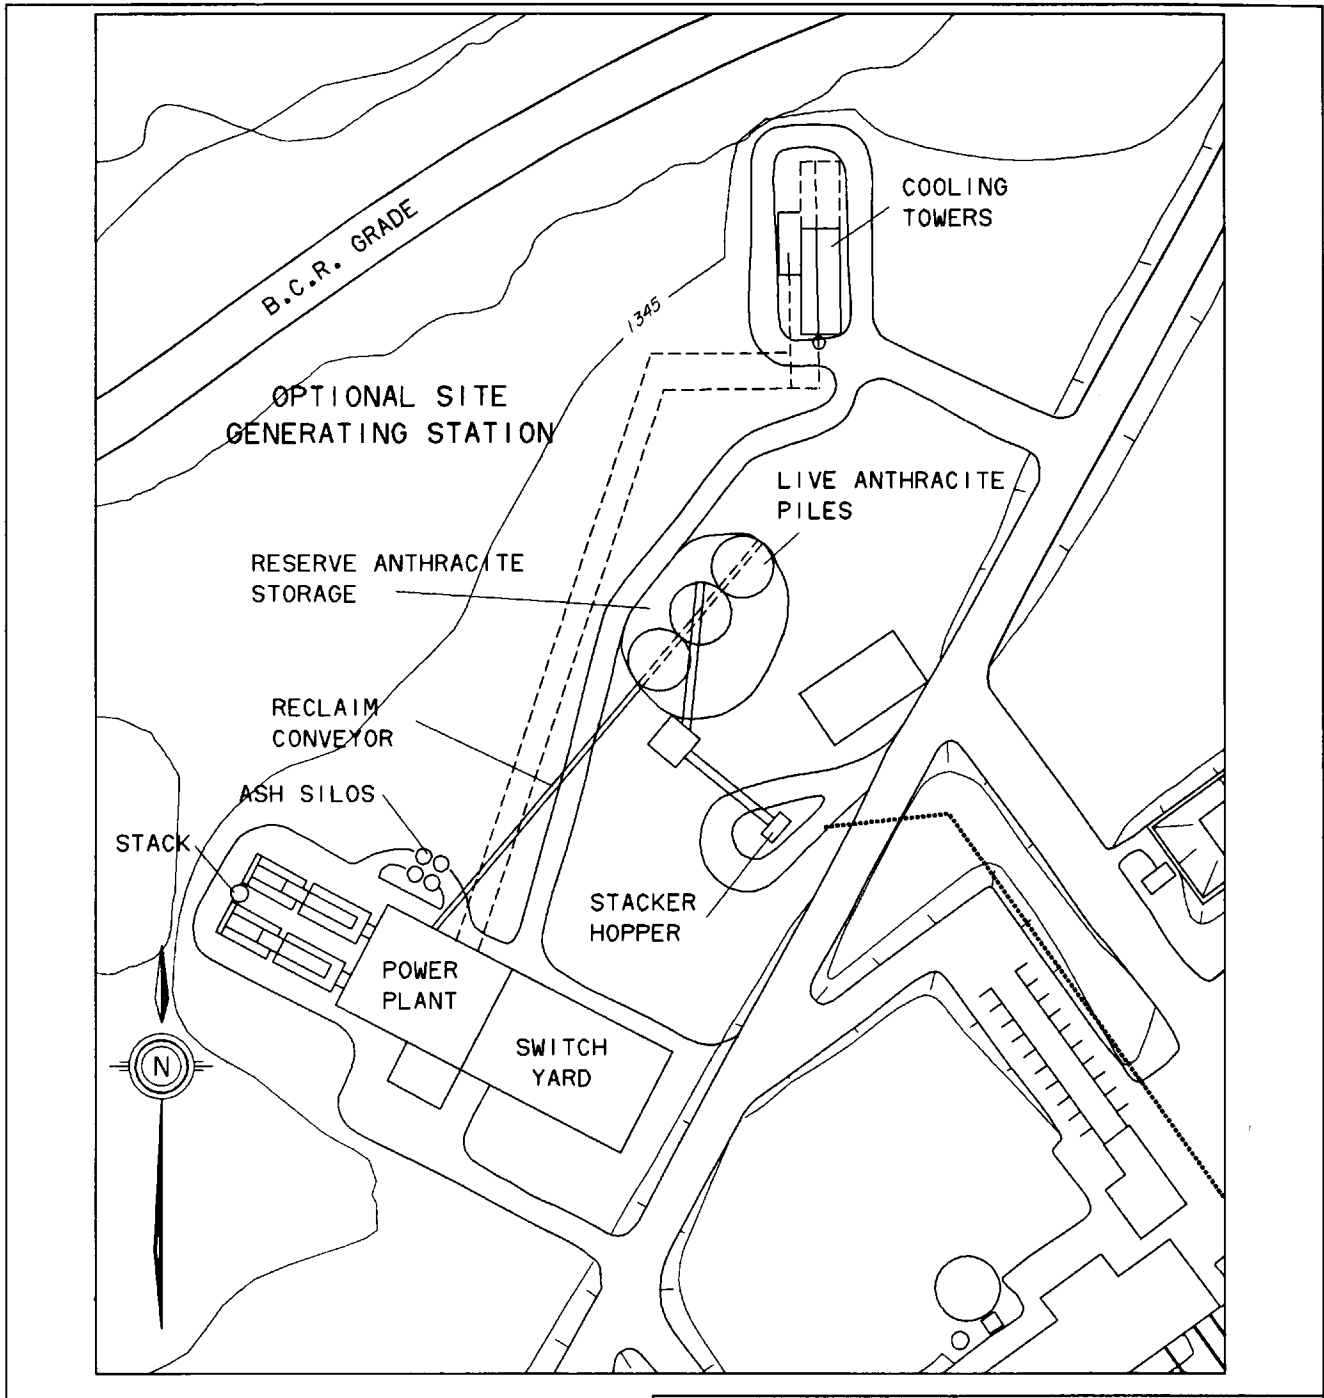 COOLING
TOWERS
B.C.R. GRADE
1345
OPTIONAL SITE
GENERATING STATION
LIVE ANTHRACITE
PILES
RESERVE ANTHRACITE
STORAGE
RECLAIM
CONVEYOR
ASH SILOS
STACK
STACKER
HOPPER
POWER
PLANT
SWITCH
YARD
N